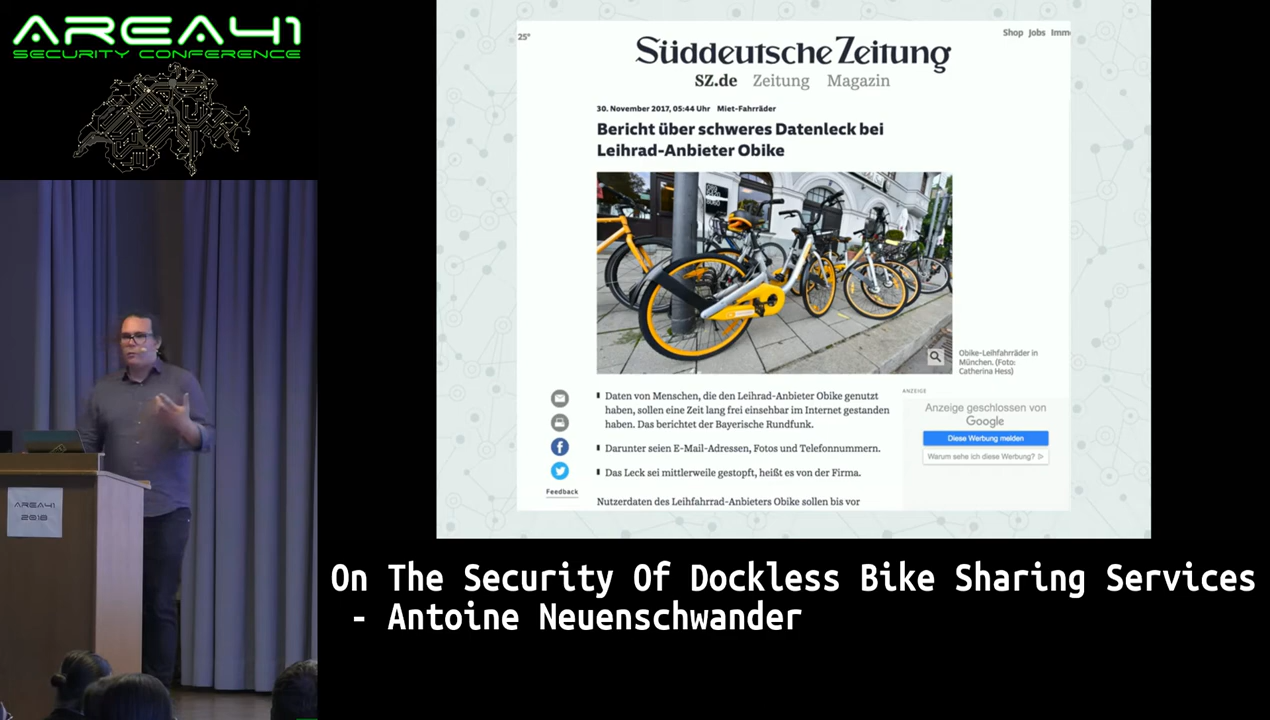 AREA41
SECURITY CONFERENCE
25°
Shop Jobs Imm
Süddeutsche Zeitung
SZ.de Zeitung Magazin
30. November 2017, 05:44 Uhr Miet-Fahrräder
Bericht über schweres Datenleck bei
Leihrad-Anbieter Obike
Obike-Leihfahrräder in
München. (Foto:
Catherina Hess)
Daten von Menschen, die den Leihrad-Anbieter Obike genutzt
haben, sollen eine Zeit lang frei einsehbar im Internet gestanden
haben. Das berichtet der Bayerische Rundfunk.
Darunter seien E-Mail-Adressen, Fotos und Telefonnummern.
Das Leck sei mittlerweile gestopft, heißt es von der Firma.
Feedback
Nutzerdaten des Leihfahrrad-Anbieters Obike sollen bis vor
ANZEIGE
Anzeige geschlossen von
Google
Diese Werbung melden
Warum sehe ich diese Werbung?
AREA41
2018
On The Security Of Dockless Bike Sharing Services
- Antoine Neuenschwander